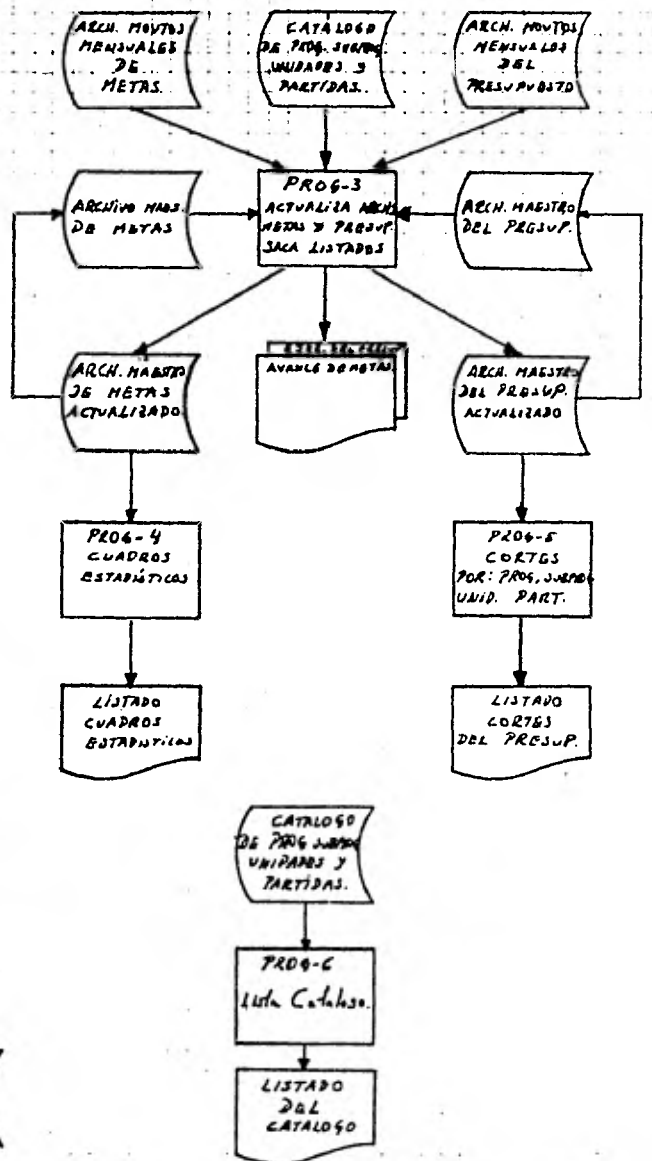 ARCH. MOVTOS
MENSUALES
DE
METAS.
CATÁLOGO
DE PROG. SUBPROG
UNIDADES Y
PARTIDAS.
ARCH. MOVTOS
MENSUALES
DEL
PRESUPUESTO
ARCHIVO MAES.
DE METAS
PROG-3
ACTUALIZA ARCHS
METAS Y PRESUP.
SACA LISTADOS
ARCH. MAESTRO
DEL PRESUP.
ARCH. MAESTRO
DE METAS
ACTUALIZADO
AVANCE DE METAS
ARCH. MAESTRO
DEL PRESUP.
ACTUALIZADO
PROG-4
CUADROS
ESTADÍSTICOS
PROG-5
CORTES
POR: PROG, SUBPROG
UNID. PART.
LISTADO
CUADROS
ESTADISTICOS
LISTADO
CORTES
DEL PRESUP.
CATALOGO
DE PROG SUBPROG
UNIDADES Y
PARTIDAS.
PROG-6
Lista Catalogo.
LISTADO
DEL
CATALOGO